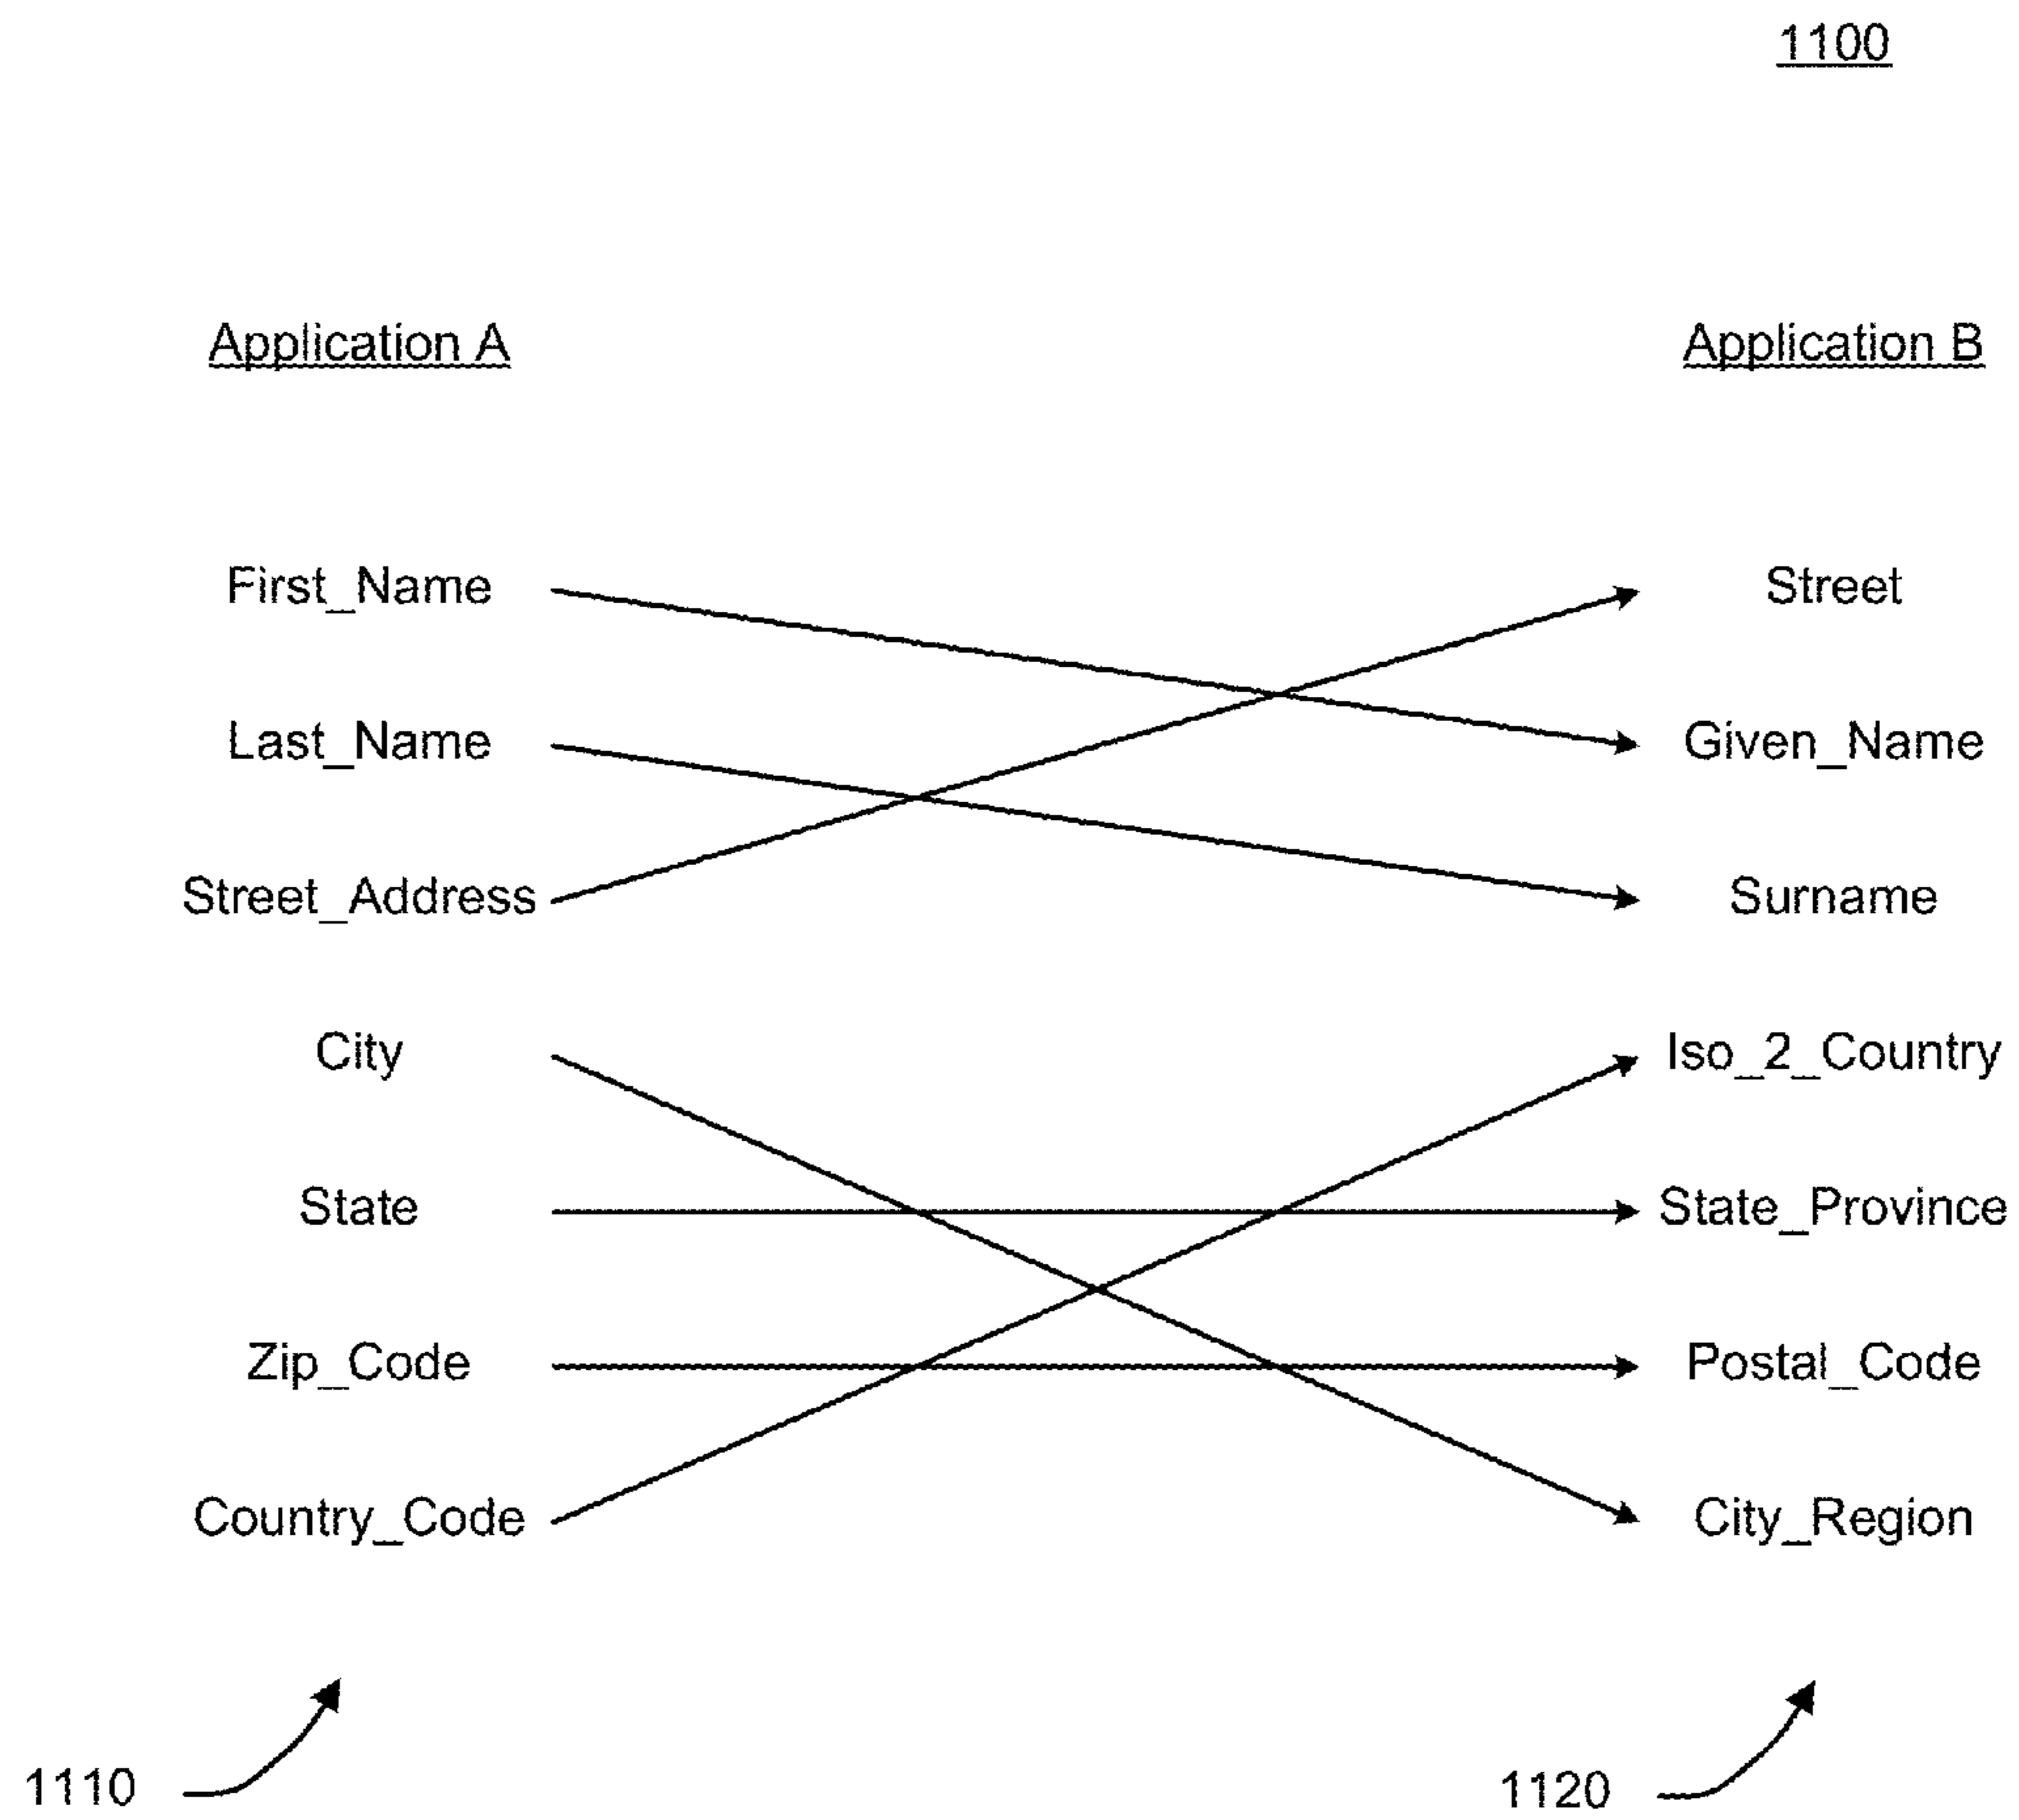 1100
Application A Application B
First_Name Street
Last_Name Given_Name
Street_Address Surname
City Iso_2_Country
State State_Province
Zip_Code Postal_Code
Country_Code City_Region
1110 1120